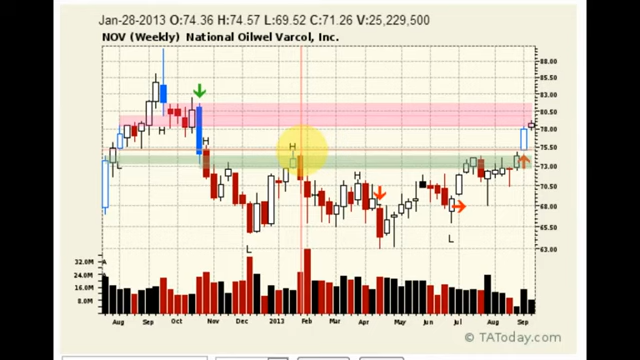 Jan-28-2013 O:74.36 H:74.57 L:69.52 C:71.26 V:25,229,500
NOV (Weekly) National Oilwel Varcol, Inc.
88.00
83.00
80.50
78.00
75.50
73.00
70.50
68.00
65.50
63.00
H
H
H
H
L
L
L
32.0M
24.0M
16.0M
8.0M
A
Aug Sep Oct Nov Dec 2013 Feb Mar Apr May Jun Jul Aug Sep
© TAToday.com